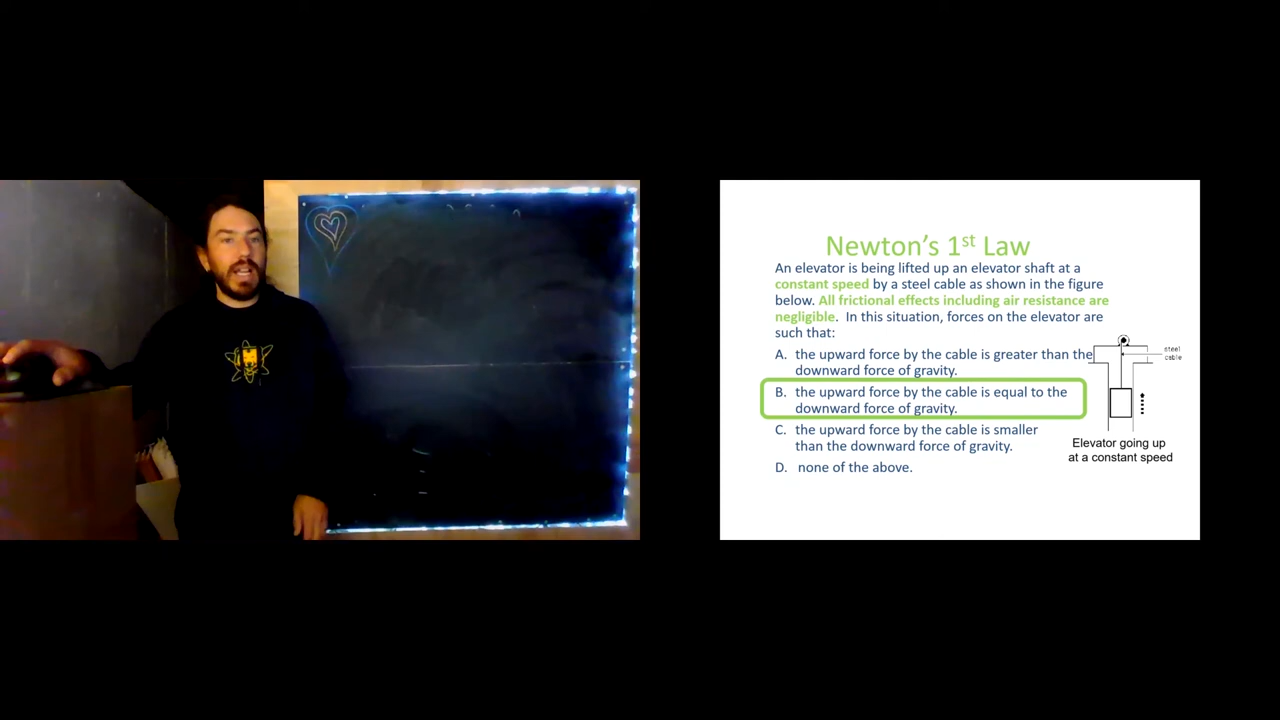 Newton's 1st Law
An elevator is being lifted up an elevator shaft at a
constant speed by a steel cable as shown in the figure
below. All frictional effects including air resistance are
negligible.  In this situation, forces on the elevator are
such that:
A. the upward force by the cable is greater than the
downward force of gravity.
B. the upward force by the cable is equal to the
downward force of gravity.
C. the upward force by the cable is smaller
than the downward force of gravity.
D. none of the above.
steel
cable
Elevator going up
at a constant speed